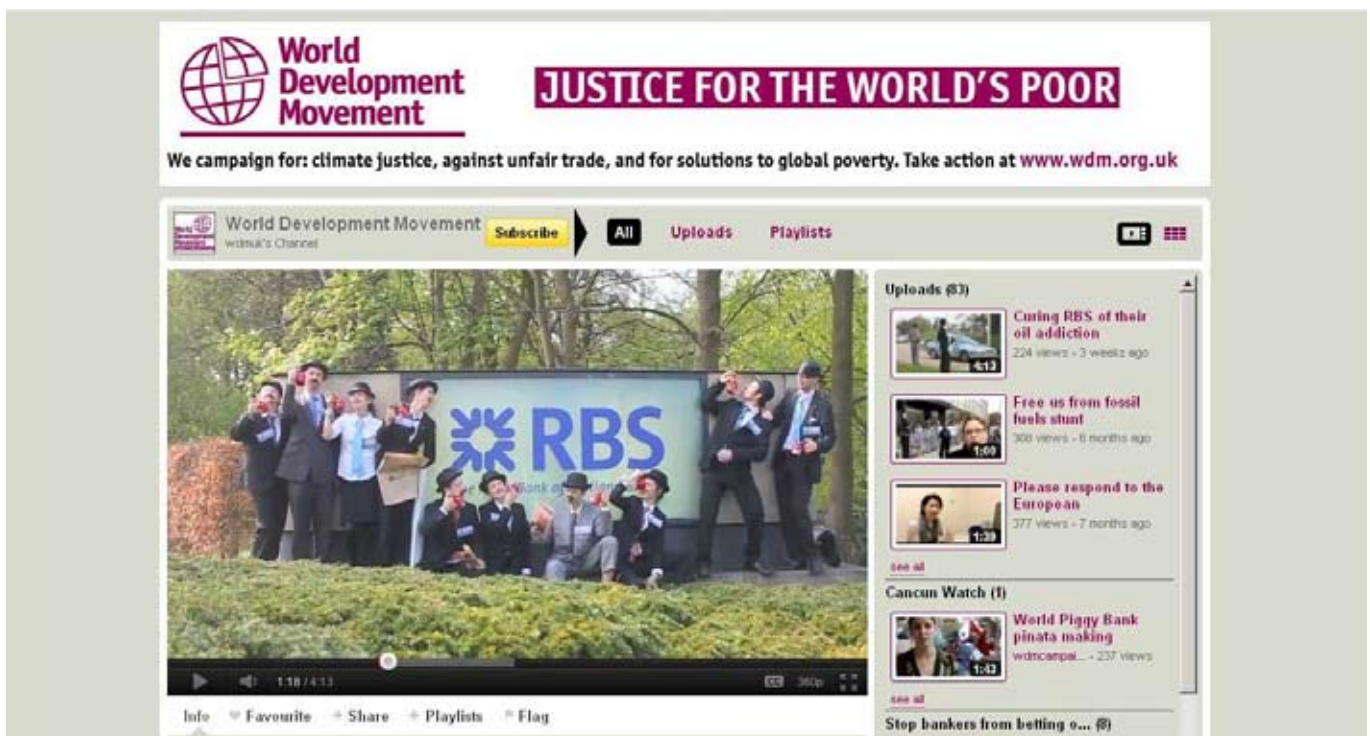 World
Development
Movement
JUSTICE FOR THE WORLD'S POOR
We campaign for: climate justice, against unfair trade, and for solutions to global poverty. Take action at www.wdm.org.uk
World Development Movement
wdmuk's Channel
Subscribe
All
Uploads
Playlists
RBS
Uploads (83)
Curing RBS of their
oil addiction
224 views - 3 weeks ago
4:13
Free us from fossil
fuels stunt
308 views - 6 months ago
1:00
Please respond to the
European
377 views - 7 months ago
1:39
see all
Cancun Watch (1)
World Piggy Bank
pinata making
wdmcampai... - 237 views
1:43
see all
Stop bankers from betting o... (8)
1:18 / 4:13
CC
360p
Info
Favourite
Share
Playlists
Flag